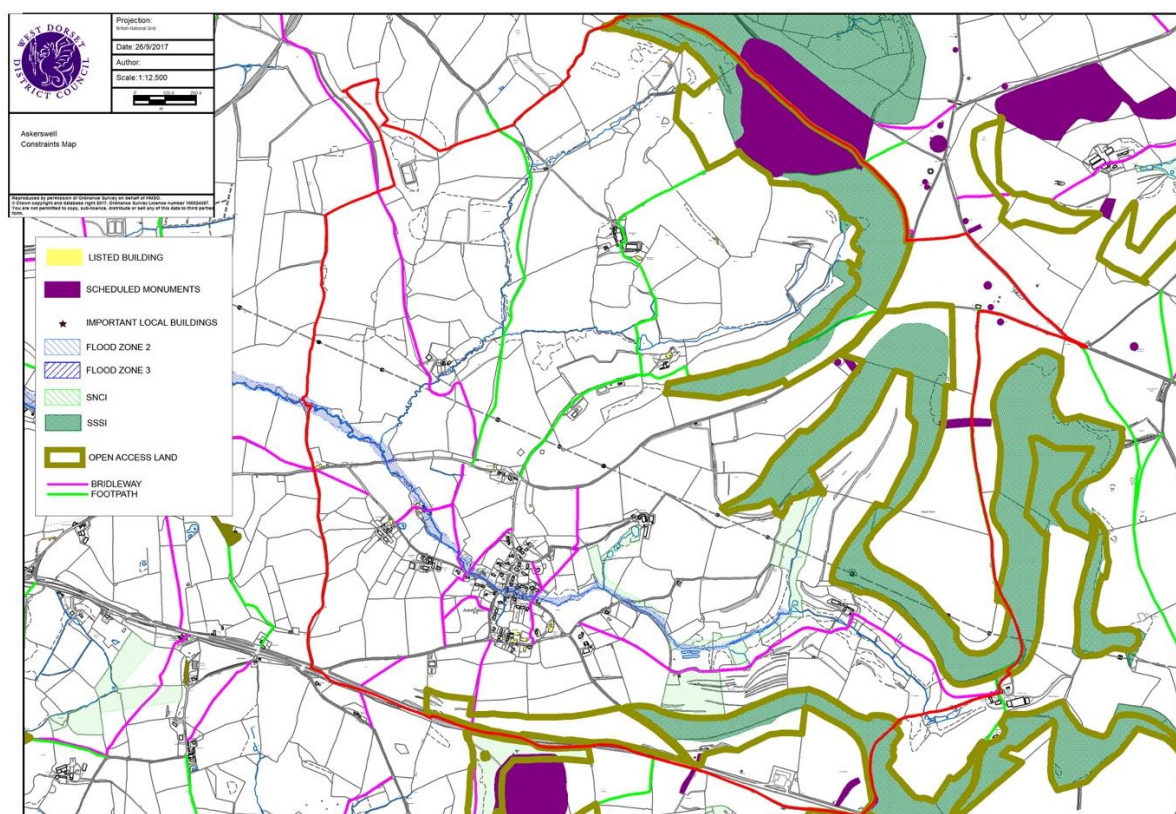 WEST DORSET
DISTRICT COUNCIL
Projection:
British National Grid
Date: 26/9/2017
Author:
Scale: 1:12,500
Askerswell
Constraints Map
Reproduced by permission of Ordnance Survey on behalf of HMSO.
© Crown copyright and database right 2017. Ordnance Survey Licence number
You are not permitted to copy, sub-licence, distribute or sell any of this data to third parties
form.
LISTED BUILDING
SCHEDULED MONUMENTS
IMPORTANT LOCAL BUILDINGS
FLOOD ZONE 2
FLOOD ZONE 3
SNCI
SSSI
OPEN ACCESS LAND
BRIDLEWAY
FOOTPATH